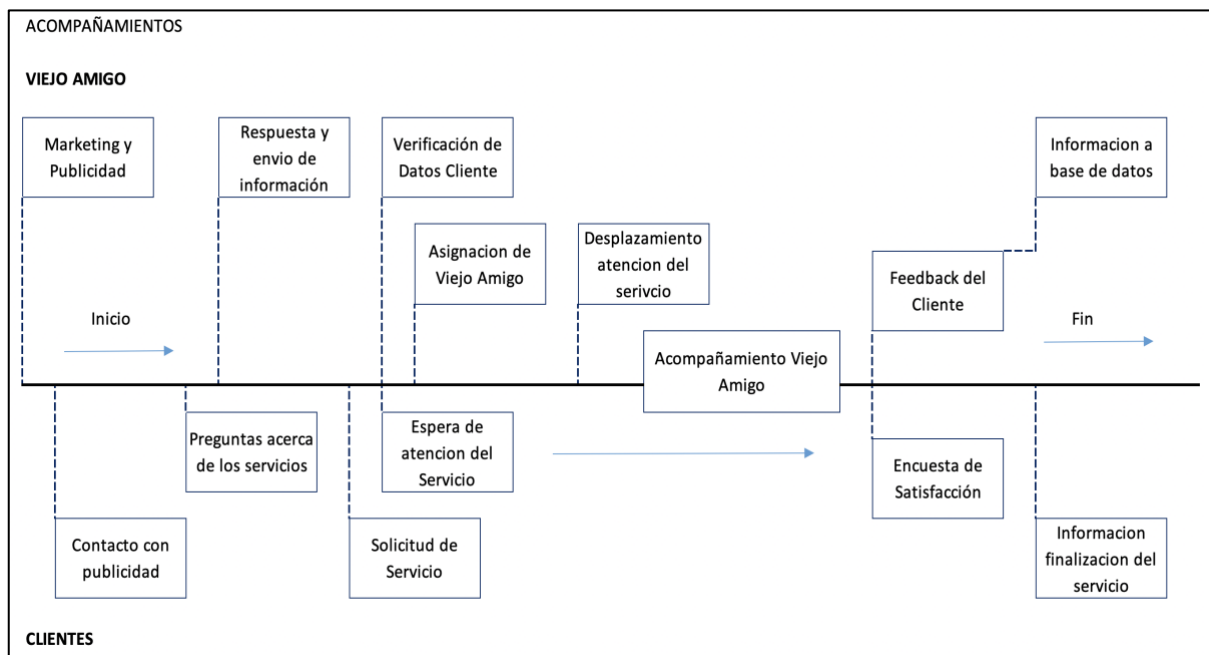 ACOMPAÑAMIENTOS
VIEJO AMIGO
Marketing y
Publicidad
Respuesta y
envio de
información
Verificación de
Datos Cliente
Informacion a
base de datos
Asignacion de
Viejo Amigo
Desplazamiento
atencion del
serivcio
Feedback del
Cliente
Inicio
Fin
Acompañamiento Viejo
Amigo
Preguntas acerca
de los servicios
Espera de
atencion del
Servicio
Encuesta de
Satisfacción
Contacto con
publicidad
Solicitud de
Servicio
Informacion
finalizacion del
servicio
CLIENTES